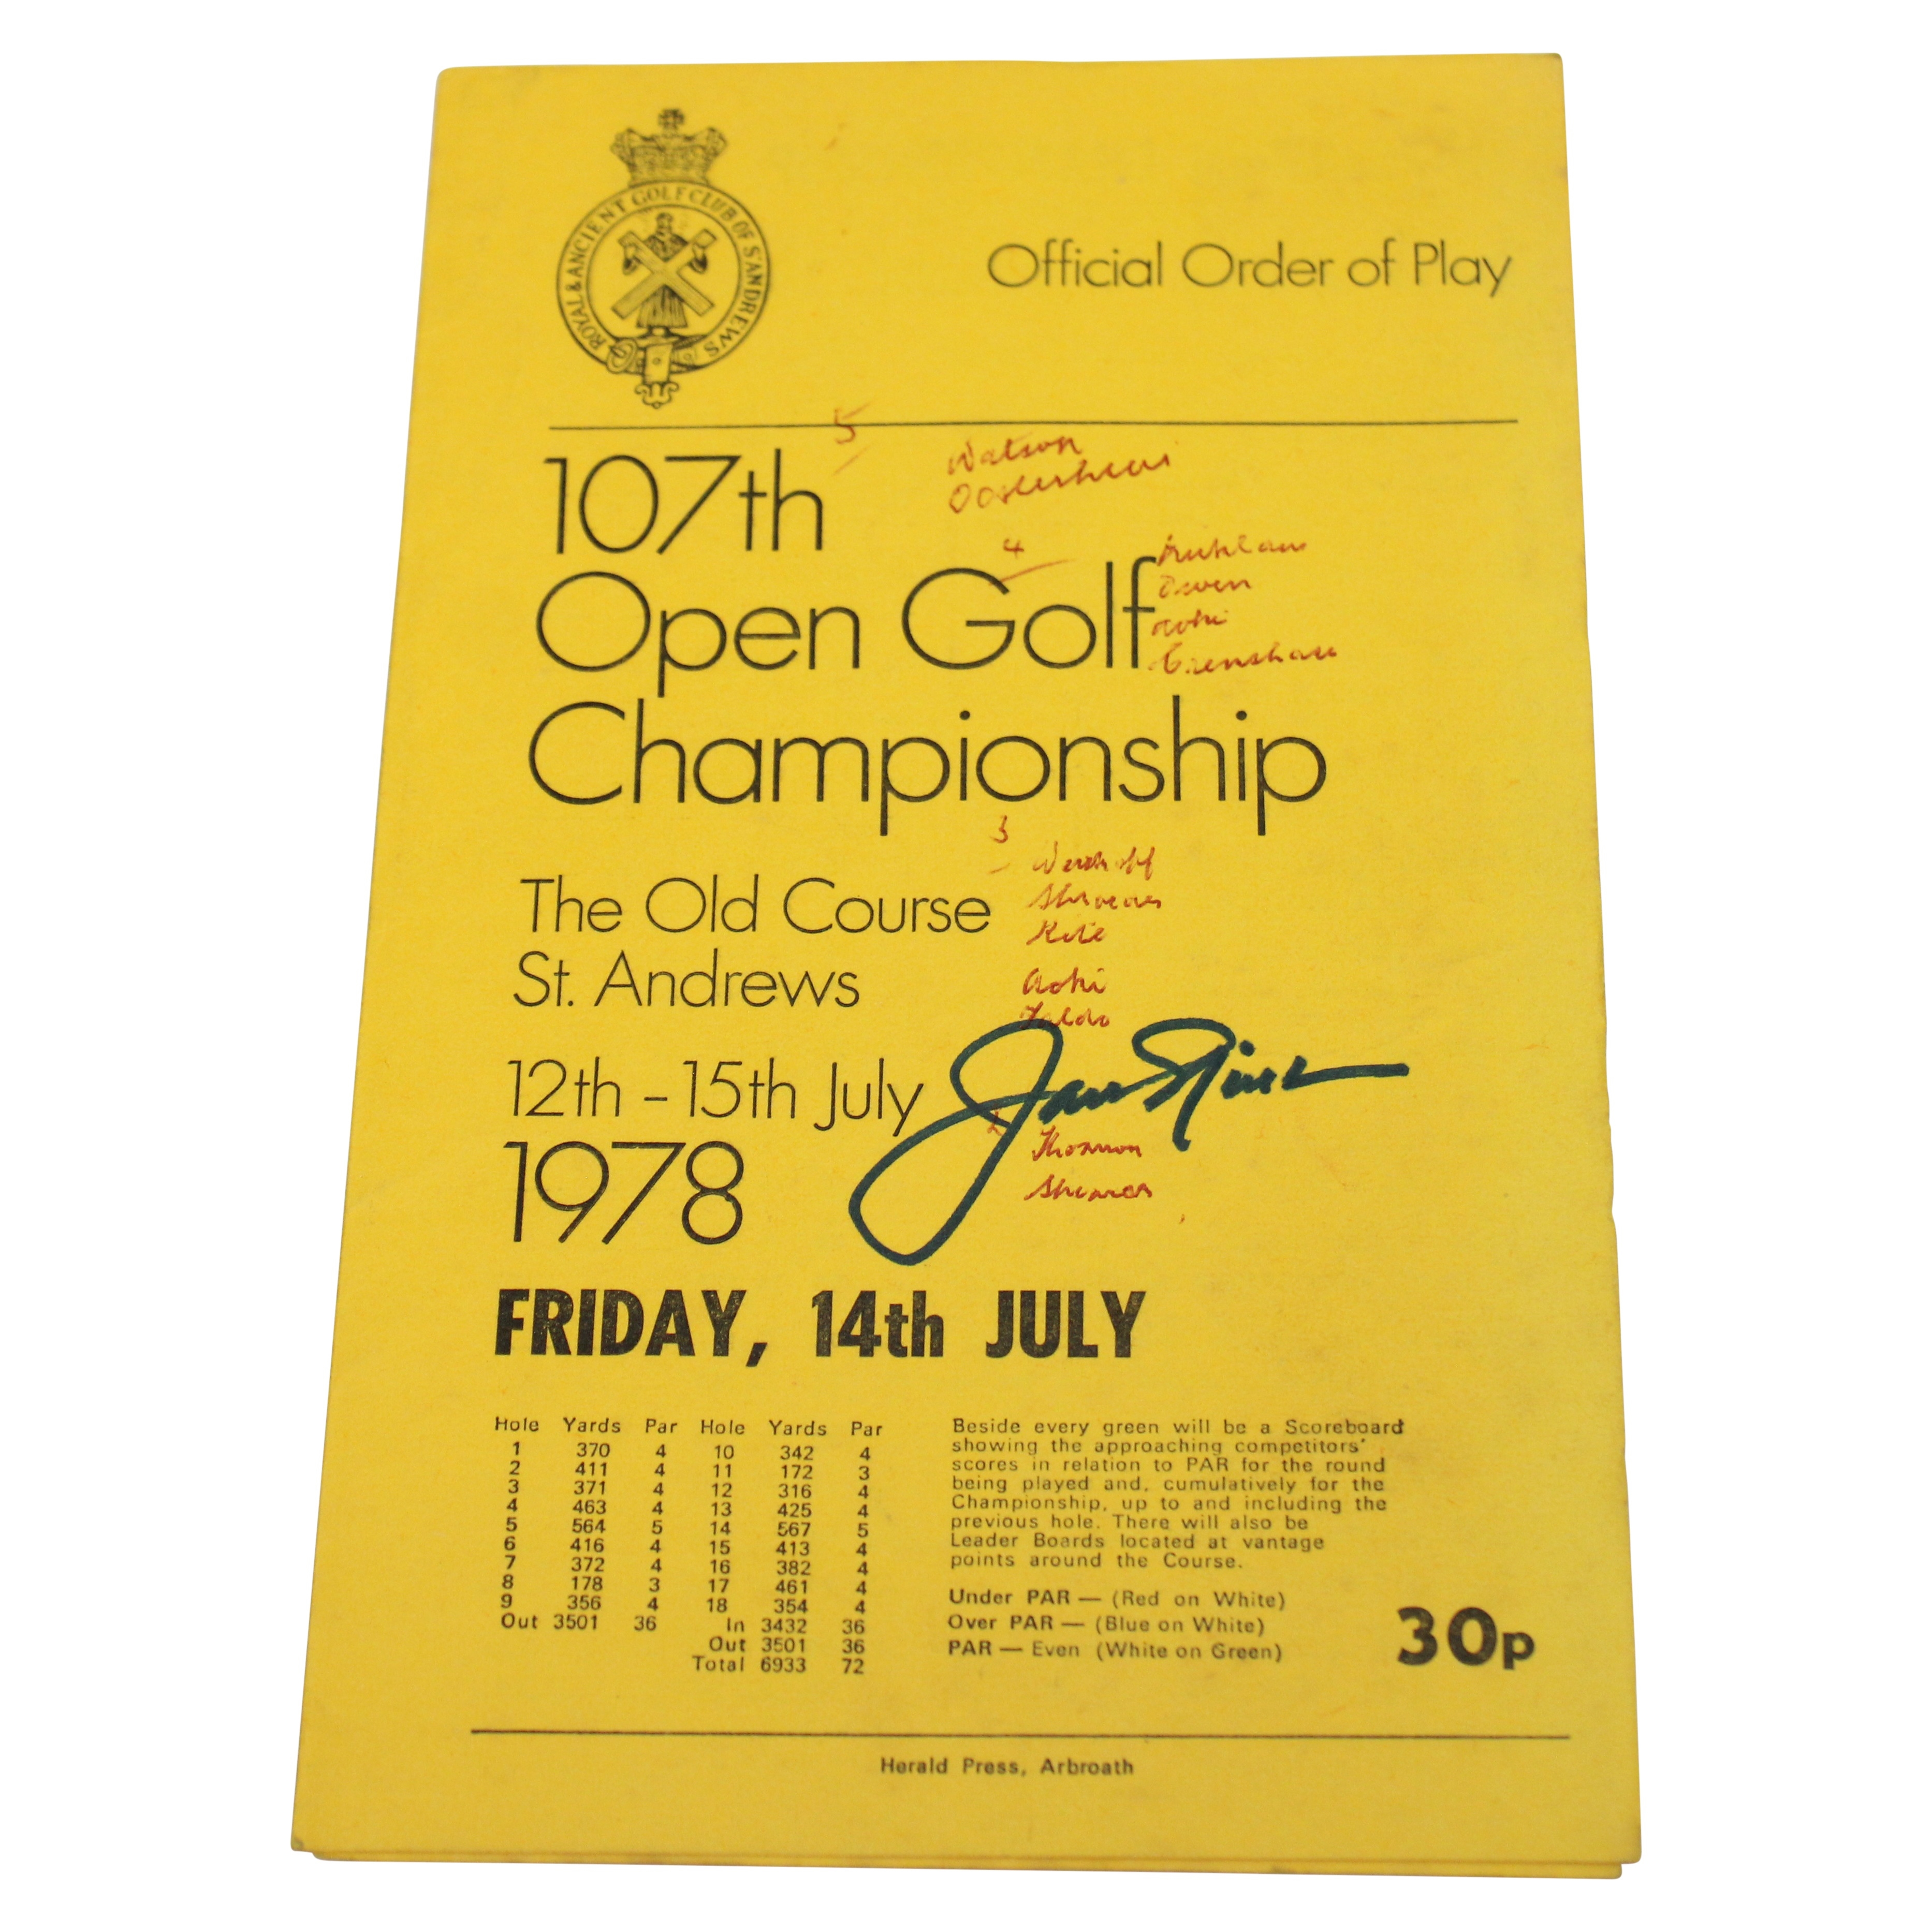 ROYAL & ANCIENT GOLF CLUB OF ST ANDREWS
Official Order of Play
5
Watson
Oosterhuis
107th
4
Owen
Aoki
Crenshaw
Open Golf
Championship
3
Weiskopf
Kite
Aoki
Faldo
The Old Course
St. Andrews
12th – 15th July
1978
2
FRIDAY, 14th JULY
Hole Yards Par Hole Yards Par
1 370 4 10 342 4
2 411 4 11 172 3
3 371 4 12 316 4
4 463 4 13 425 4
5 564 5 14 567 5
6 416 4 15 413 4
7 372 4 16 382 4
8 178 3 17 461 4
9 356 4 18 354 4
Out 3501 36 In 3432 36
Out 3501 36
Total 6933 72
Beside every green will be a Scoreboard
showing the approaching competitors'
scores in relation to PAR for the round
being played and, cumulatively for the
Championship, up to and including the
previous hole. There will also be
Leader Boards located at vantage
points around the Course.
Under PAR — (Red on White)
Over PAR — (Blue on White)
PAR — Even (White on Green)
30p
Herald Press, Arbroath